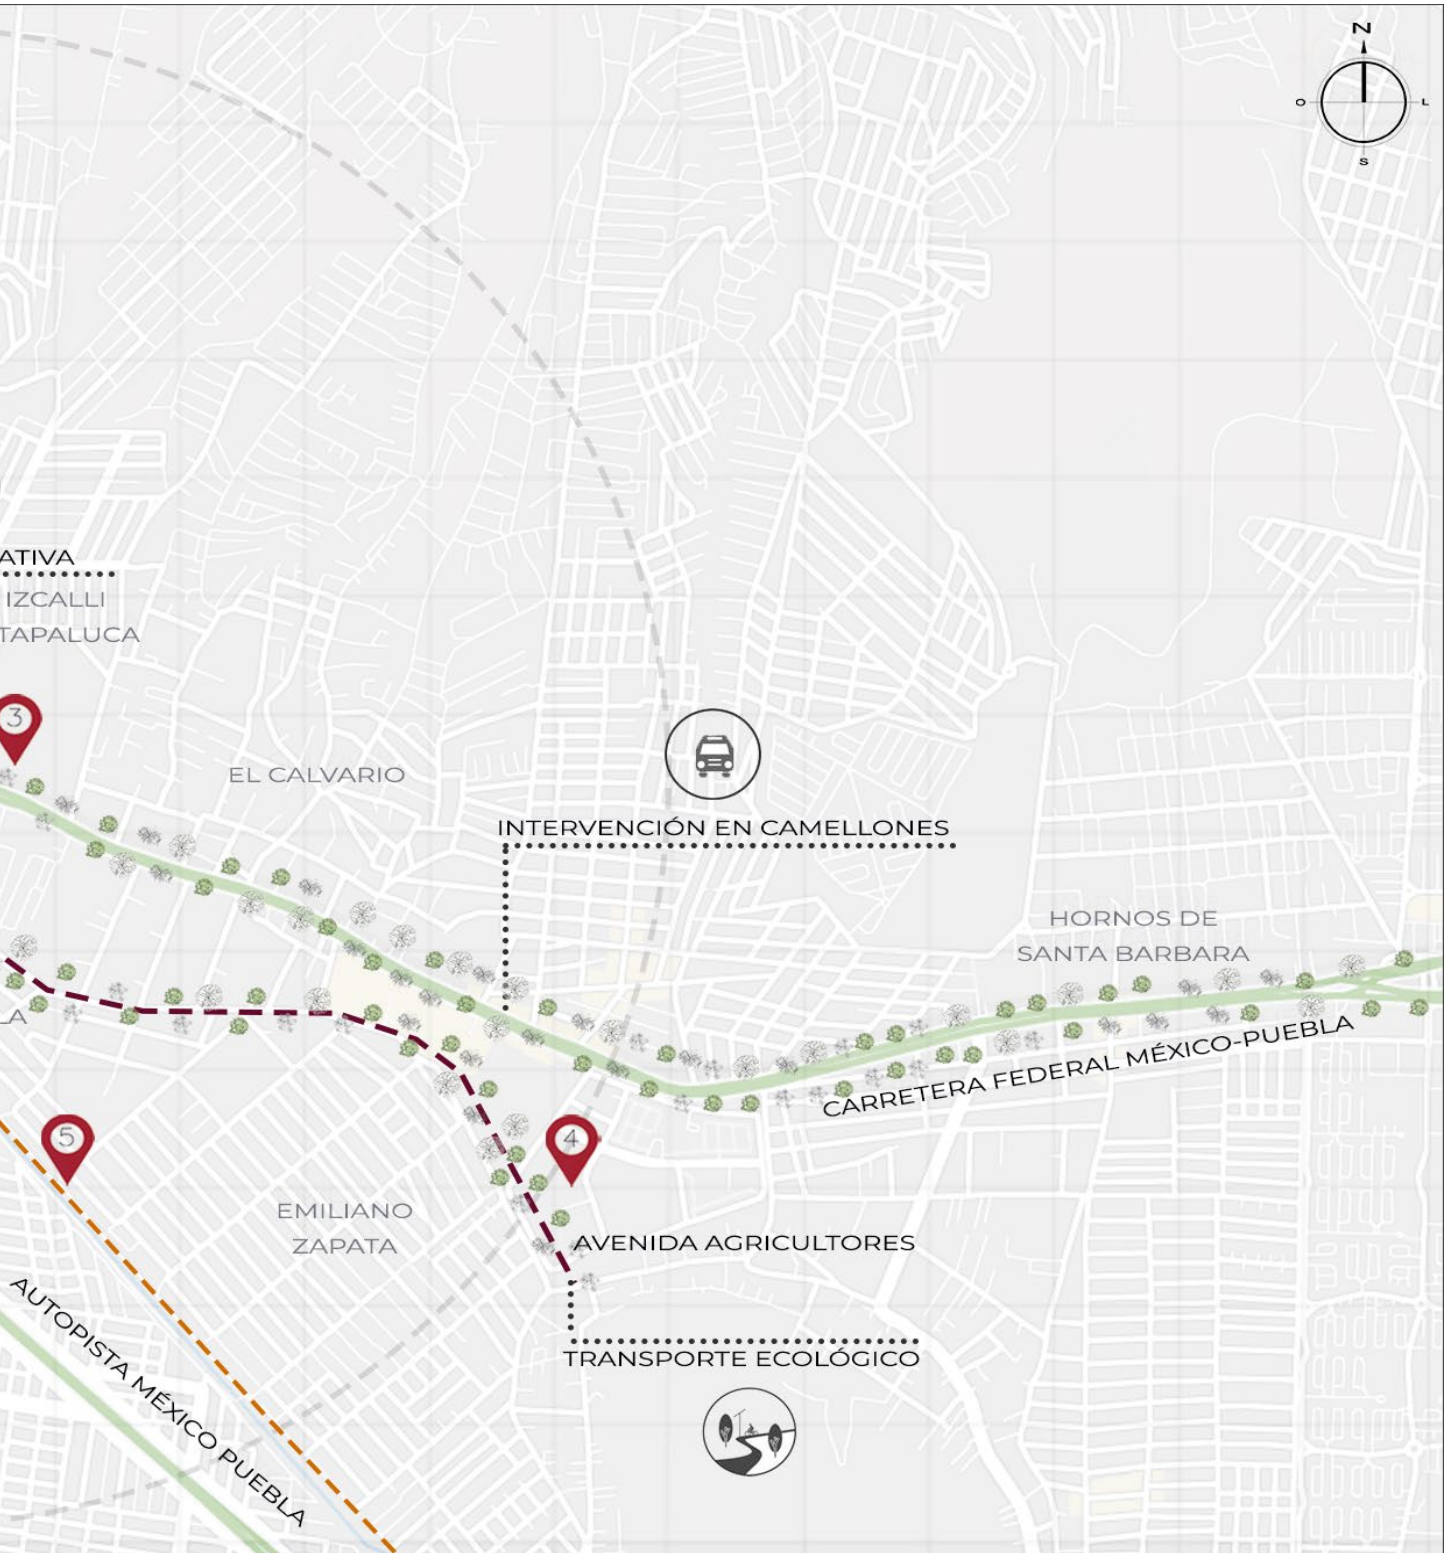 N
O
L
S
ATIVA
IZCALLI
TAPALUCA
3
EL CALVARIO
INTERVENCIÓN EN CAMELLONES
HORNOS DE
SANTA BARBARA
LA
CARRETERA FEDERAL MÉXICO-PUEBLA
5
4
EMILIANO
ZAPATA
AVENIDA AGRICULTORES
AUTOPISTA MÉXICO PUEBLA
TRANSPORTE ECOLÓGICO